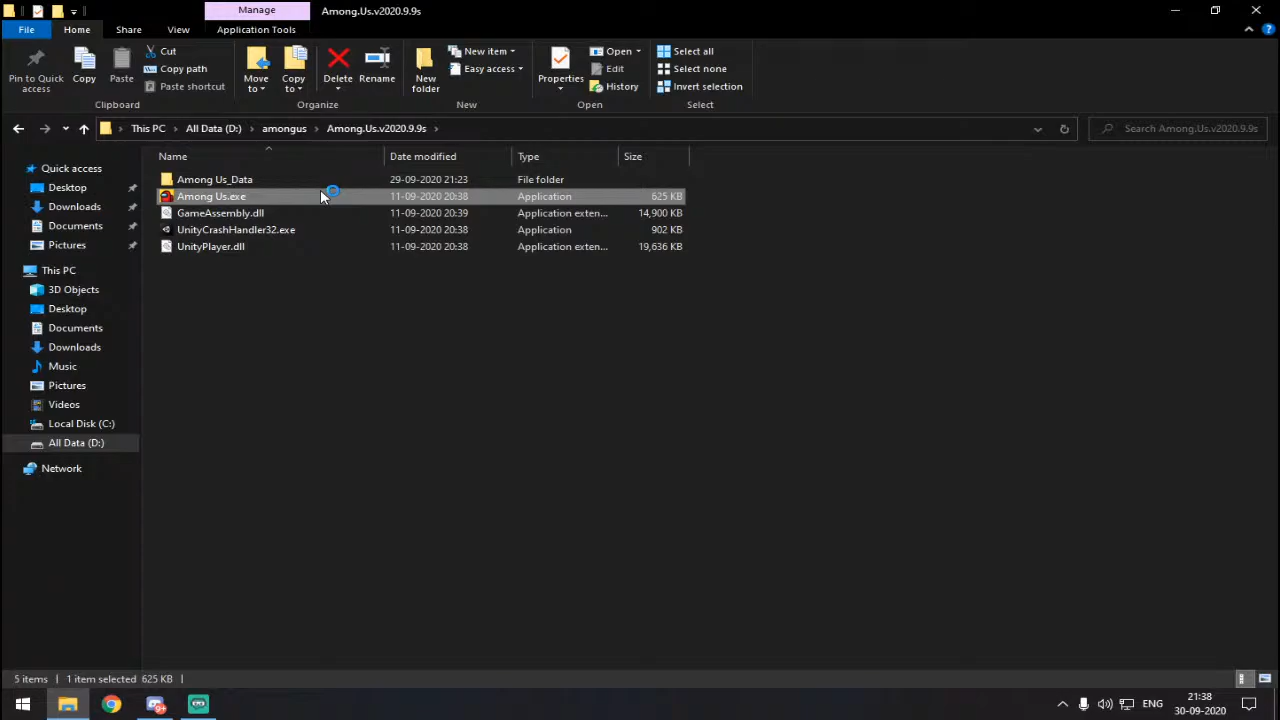 Manage
Among.Us.v2020.9.9s
File
Home
Share
View
Application Tools
Pin to Quick access
Copy
Paste
Cut
Copy path
Paste shortcut
Move to
Copy to
Delete
Rename
New folder
New item
Easy access
Properties
Open
Edit
History
Select all
Select none
Invert selection
Clipboard
Organize
New
Open
Select
This PC
All Data (D:)
amongus
Among.Us.v2020.9.9s
Search Among.Us.v2020.9.9s
Name
Date modified
Type
Size
Among Us_Data 29-09-2020 21:23 File folder
Among Us.exe 11-09-2020 20:38 Application 625 KB
GameAssembly.dll 11-09-2020 20:39 Application exten... 14,900 KB
UnityCrashHandler32.exe 11-09-2020 20:38 Application 902 KB
UnityPlayer.dll 11-09-2020 20:38 Application exten... 19,636 KB
Quick access
Desktop
Downloads
Documents
Pictures
This PC
3D Objects
Desktop
Documents
Downloads
Music
Pictures
Videos
Local Disk (C:)
All Data (D:)
Network
5 items
1 item selected 625 KB
ENG
21:38
30-09-2020